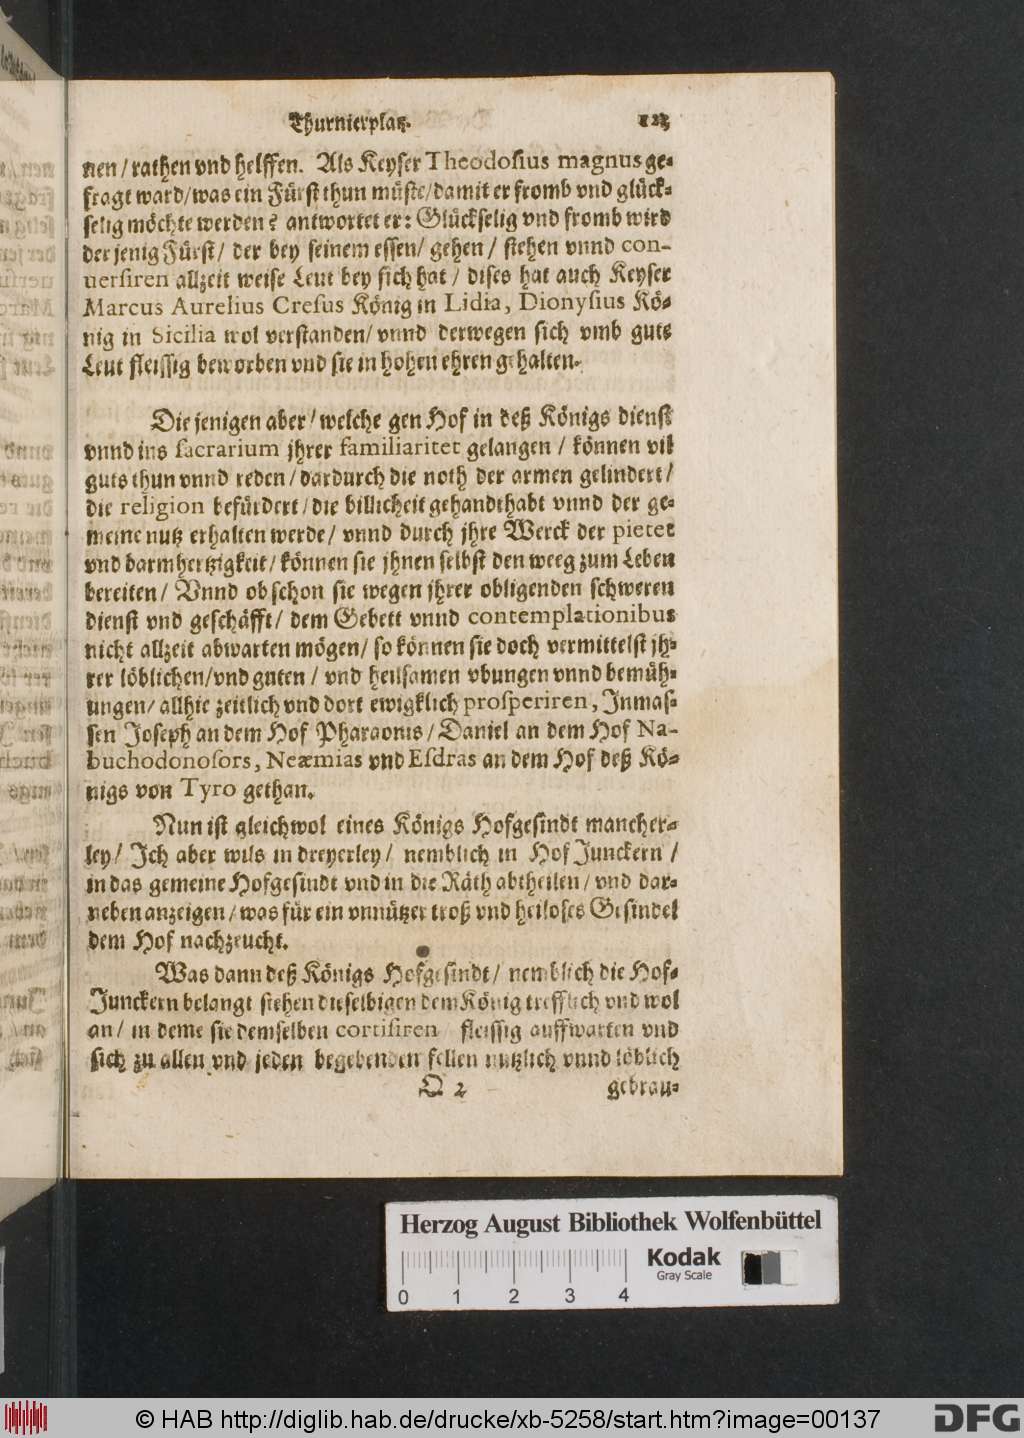 Thurnierplatz. 123
nen / rathen vnd helffen. Als Keyser Theodosius magnus ge-
fragt ward / was ein Fürst thun müste / damit er fromb vnd glück-
selig möchte werden? antwortet er: Glückselig vnd fromb wird
der jenig Fürst / der bey seinem essen / gehen / stehen vnnd con-
uersiren allzeit weise Leut bey sich hat / dises hat auch Keyser
Marcus Aurelius Cresus König in Lidia, Dionysius Kö-
nig in Sicilia wol verstanden / vnnd derwegen sich vmb gute
Leut fleissig beworben vnd sie in hohen ehren gehalten.
Die jenigen aber / welche gen Hof in deß Königs dienst
vnnd ins sacrarium jhrer familiaritet gelangen / können vil
guts thun vnnd reden / dardurch die noth der armen gelindert /
die religion befürdert / die billicheit gehandthabt vnnd der ge-
meine nutz erhalten werde / vnnd durch jhre Werck der pietet
vnd barmhertzigkeit / können sie jhnen selbst den weeg zum Leben
bereiten / Vnnd ob schon sie wegen jhrer obligenden schweren
dienst vnd geschäfft / dem Gebett vnnd contemplationibus
nicht allzeit abwarten mögen / so können sie doch vermittelst jh-
rer löblichen / vnd guten / vnd heilsamen vbungen vnnd bemüh-
ungen / allhie zeitlich vnd dort ewigklich prosperiren, Inmas-
sen Joseph an dem Hof Pharaonis / Daniel an dem Hof Na-
buchodonosors, Neæmias vnd Esdras an dem Hof deß Kö-
nigs von Tyro gethan.
Nun ist gleichwol eines Königs Hofgesindt mancher-
ley / Ich aber wils in dreyerley / nemblich in Hof Junckern /
in das gemeine Hofgesindt vnd in die Räth abtheilen / vnd dar-
neben anzeigen / was für ein vnnützer troß vnd heiloses Gesindel
dem Hof nachzeucht.
Was dann deß Königs Hofgesindt / nemblich die Hof-
Junckern belangt stehen dieselbigen dem König trefflich vnd wol
an / in deme sie demselben cortisiren fleissig auffwarten vnd
sich zu allen vnd jeden begebenden fellen nutzlich vnnd löblich
Q 2 gebrau-
Herzog August Bibliothek Wolfenbüttel
Kodak
Gray Scale
0 1 2 3 4
© HAB http://diglib.hab.de/drucke/xb-5258/start.htm?image=00137
DFG